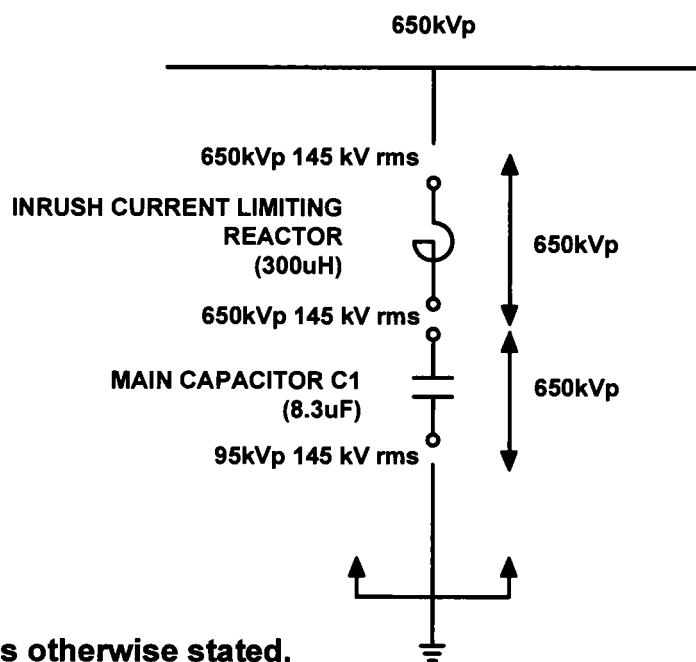 650kVp
650kVp 145 kV rms
INRUSH CURRENT LIMITING
REACTOR
(300uH)
650kVp
650kVp 145 kV rms
MAIN CAPACITOR C1
(8.3uF)
650kVp
95kVp 145 kV rms
s otherwise stated.